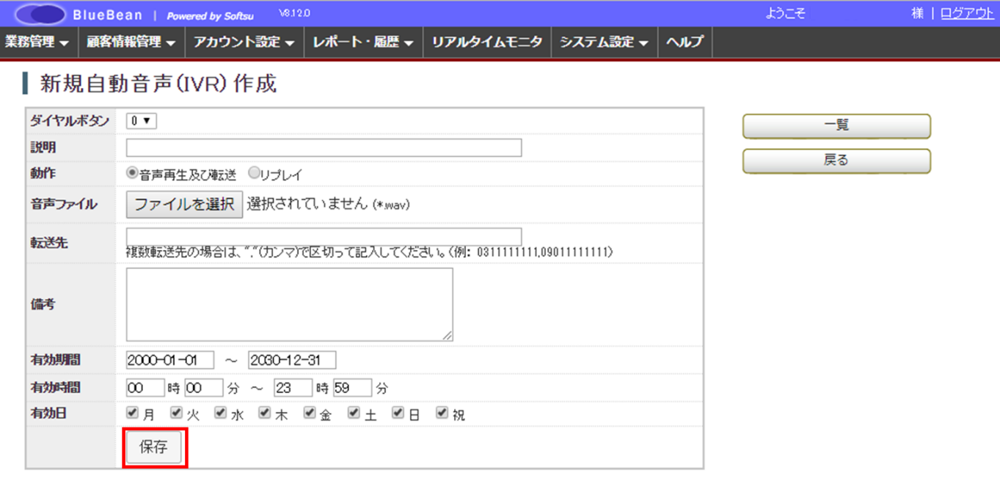 BlueBean | Powered by Softsu V8.12.0 ようこそ 様 | ログアウト
業務管理▼ 顧客情報管理▼ アカウント設定▼ レポート・履歴▼ リアルタイムモニタ システム設定▼ ヘルプ
新規自動音声(IVR)作成
ダイヤルボタン 0▼
説明
動作 音声再生及び転送 リプレイ
音声ファイル ファイルを選択 選択されていません (*.wav)
転送先
複数転送先の場合は、","(カンマ)で区切って記入してください。(例: 0311111111,09011111111)
備考
有効期間 2000-01-01 ～ 2030-12-31
有効時間 00 時 00 分 ～ 23 時 59 分
有効日 月 火 水 木 金 土 日 祝
保存
一覧
戻る